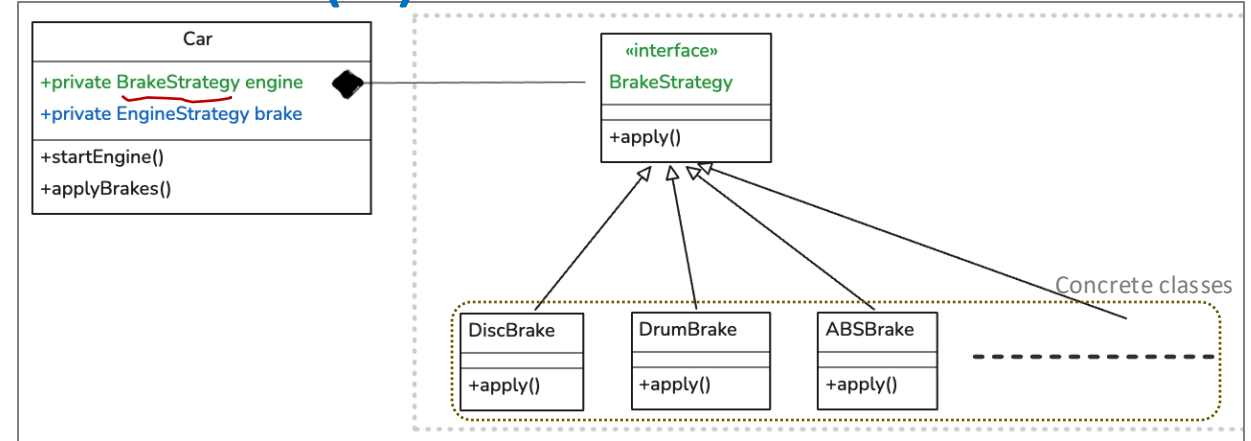 Car
+private BrakeStrategy engine
+private EngineStrategy brake
+startEngine()
+applyBrakes()
«interface»
BrakeStrategy
+apply()
Concrete classes
DiscBrake
+apply()
DrumBrake
+apply()
ABSBrake
+apply()